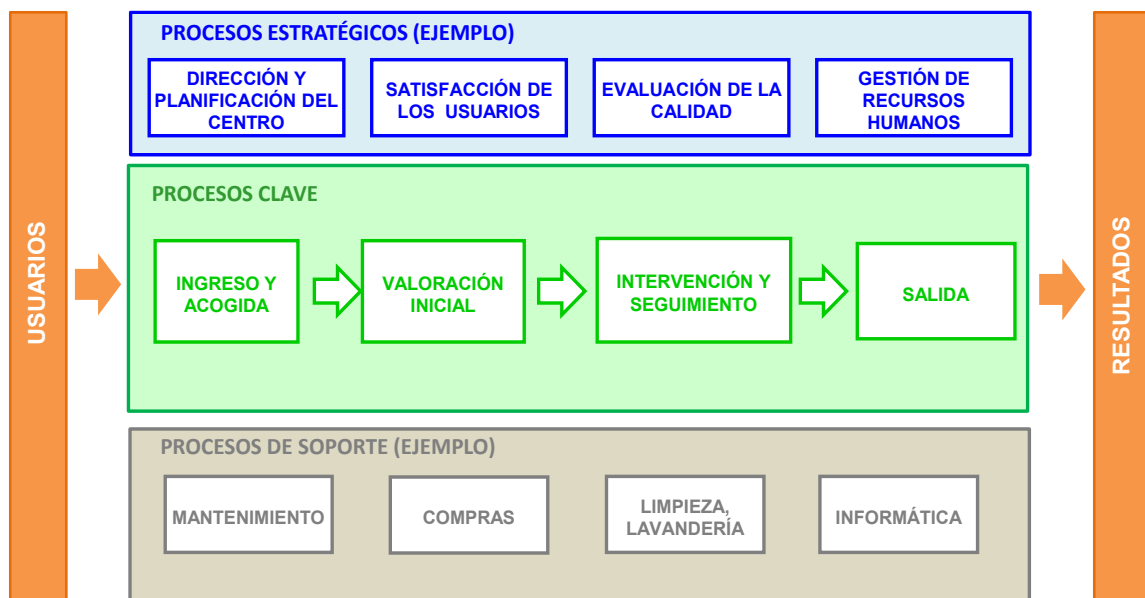 USUARIOS
PROCESOS ESTRATÉGICOS (EJEMPLO)
DIRECCIÓN Y
PLANIFICACIÓN DEL
CENTRO
SATISFACCIÓN DE
LOS USUARIOS
EVALUACIÓN DE LA
CALIDAD
GESTIÓN DE
RECURSOS
HUMANOS
PROCESOS CLAVE
INGRESO Y
ACOGIDA
VALORACIÓN
INICIAL
INTERVENCIÓN Y
SEGUIMIENTO
SALIDA
PROCESOS DE SOPORTE (EJEMPLO)
MANTENIMIENTO
COMPRAS
LIMPIEZA,
LAVANDERÍA
INFORMÁTICA
RESULTADOS